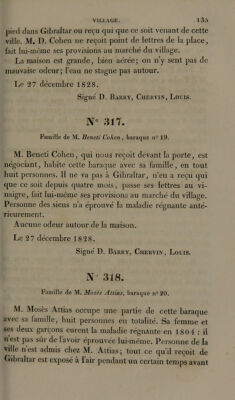 VILLAGE. 135
pied dans Gibraltar ou reçu qui que ce soit venant de cette
ville. M. D. Cohen ne reçoit point de lettres de la place,
fait lui-même ses provisions au marché du village.
La maison est grande, bien aérée; on n'y sent pas de
mauvaise odeur; l'eau ne stagne pas autour.
Le 27 décembre 1828.
Signé D. Barry, Chervin, Louis.
N° 317.
Famille de M. Beneti Cohen, baraque n° 19.
M. Beneti Cohen, qui nous reçoit devant la porte, est
négociant, habite cette baraque avec sa famille, en tout
huit personnes. Il ne va pas à Gibraltar, n'en a reçu qui
que ce soit depuis quatre mois, passe ses lettres au vi-
naigre, fait lui-même ses provisions au marché du village.
Personne des siens n'a éprouvé la maladie régnante anté-
rieurement.
Aucune odeur autour de la maison.
Le 27 décembre 1828.
Signé D. Barry, Chervin, Louis.
N° 318.
Famille de M. Mosès Attias, baraque n° 20.
M. Mosès Attias occupe une partie de cette baraque
avec sa famille, huit personnes en totalité. Sa femme et
ses deux garçons eurent la maladie régnante en 1804: il
n'est pas sûr de l'avoir éprouvée lui-même. Personne de la
ville n'est admis chez M. Attias; tout ce qu'il reçoit de
Gibraltar est exposé à l'air pendant un certain temps avant